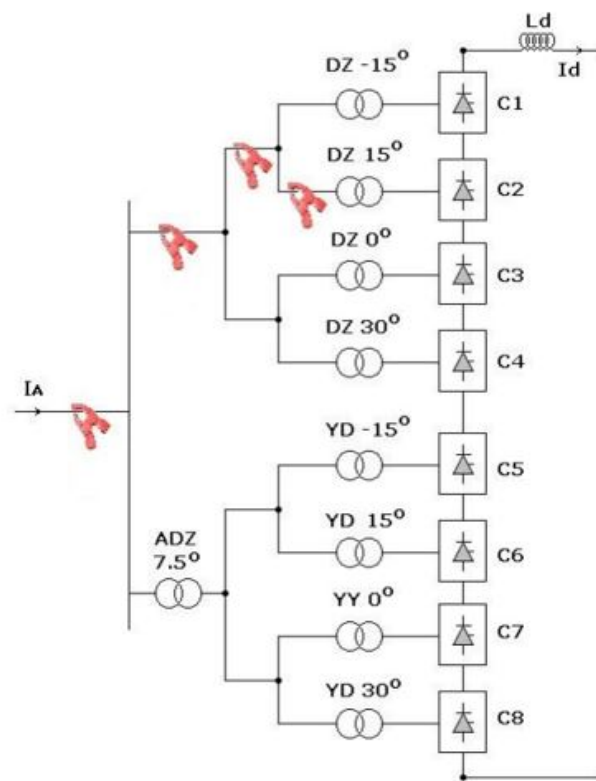 Ld
Id
DZ -15°
C1
DZ 15°
C2
DZ 0°
C3
DZ 30°
C4
IA
YD -15°
C5
YD 15°
C6
ADZ
7.5°
YY 0°
C7
YD 30°
C8